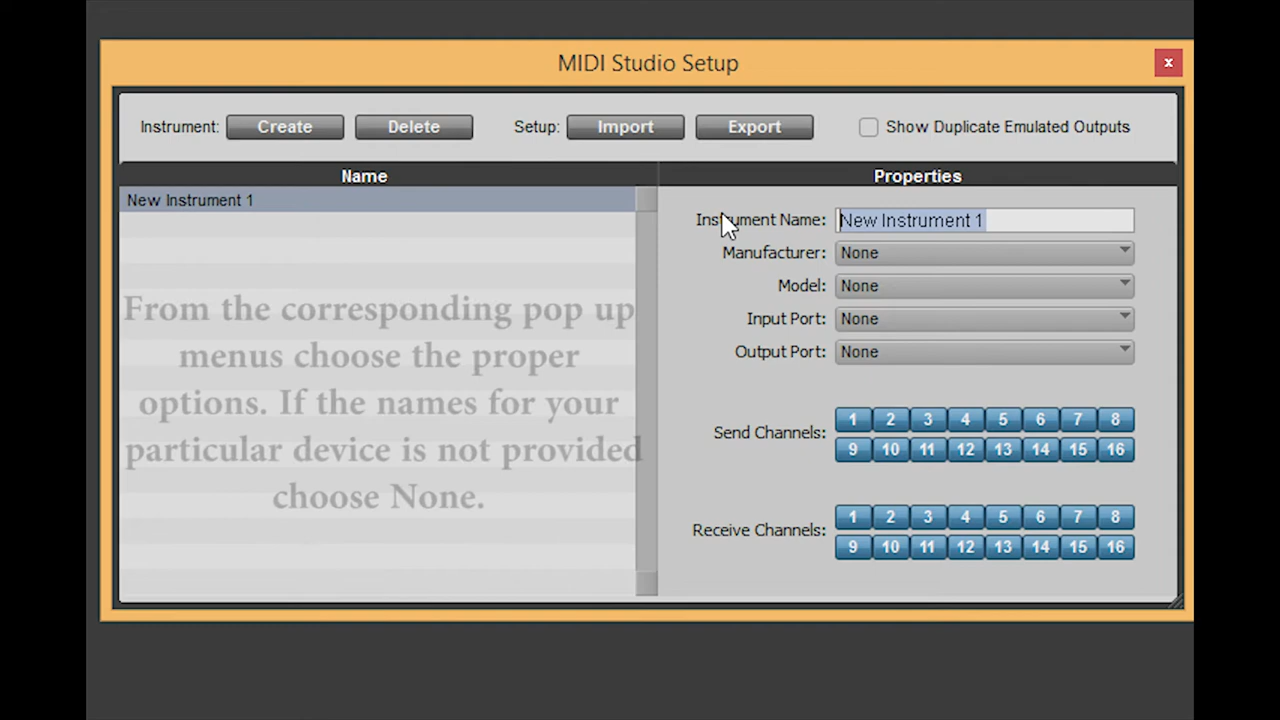 MIDI Studio Setup
x
Instrument: Create Delete Setup: Import Export Show Duplicate Emulated Outputs
Name
Properties
New Instrument 1
Instrument Name: New Instrument 1
Manufacturer: None
Model: None
Input Port: None
Output Port: None
Send Channels:
1 2 3 4 5 6 7 8
9 10 11 12 13 14 15 16
Receive Channels:
1 2 3 4 5 6 7 8
9 10 11 12 13 14 15 16
From the corresponding pop up
menus choose the proper
options. If the names for your
particular device is not provided
choose None.